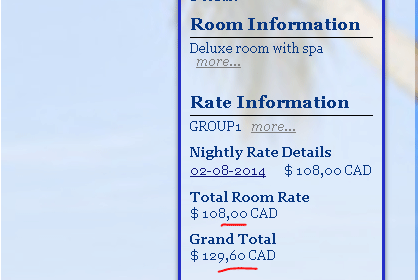 Room Information
Deluxe room with spa
more...
Rate Information
GROUP1 more...
Nightly Rate Details
02-08-2014 $ 108,00 CAD
Total Room Rate
$ 108,00 CAD
Grand Total
$ 129,60 CAD